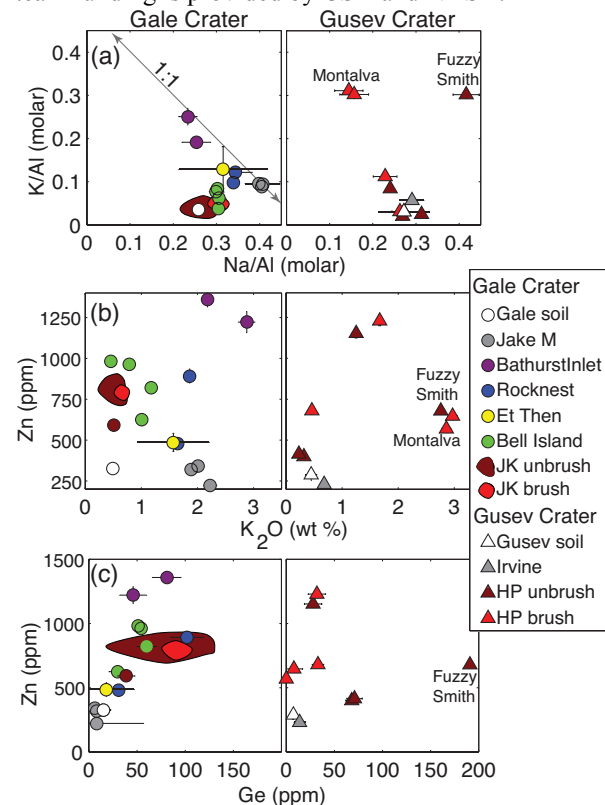 Gale Crater Gusev Crater
(a)
1:1
Montalva
Fuzzy
Smith
K/Al (molar)
0.4
0.3
0.2
0.1
0
0 0.1 0.2 0.3 0.4 0 0.1 0.2 0.3 0.4
Na/Al (molar)
(b)
Zn (ppm)
1250
1000
750
500
250
Fuzzy
Smith
Montalva
0 1 2 3 0 1 2 3
K2O (wt %)
(c)
Zn (ppm)
1500
1000
500
0
Fuzzy
Smith
0 50 100 150 0 50 100 150 200
Ge (ppm)
Gale Crater
Gale soil
Jake M
BathurstInlet
Rocknest
Et Then
Bell Island
JK unbrush
JK brush
Gusev Crater
Gusev soil
Irvine
HP unbrush
HP brush